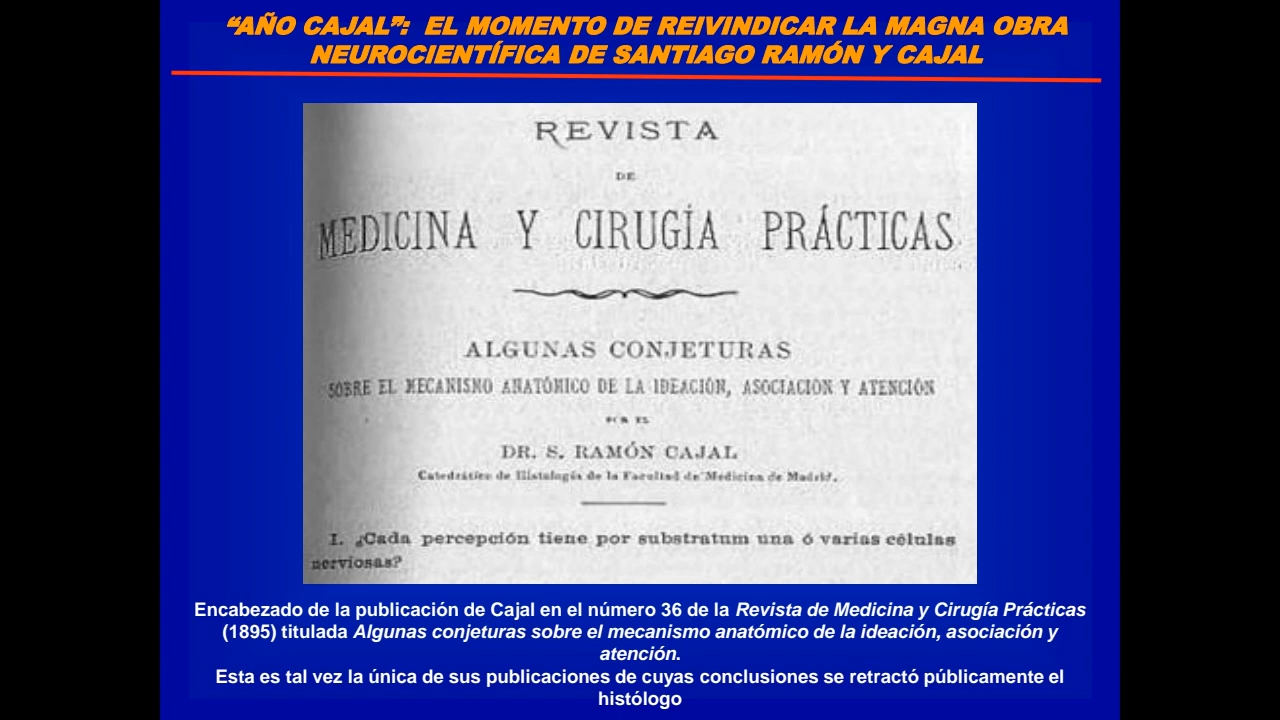 “AÑO CAJAL”: EL MOMENTO DE REIVINDICAR LA MAGNA OBRA
NEUROCIENTÍFICA DE SANTIAGO RAMÓN Y CAJAL
REVISTA
DE
MEDICINA Y CIRUGÍA PRÁCTICAS
ALGUNAS CONJETURAS
SOBRE EL MECANISMO ANATÓMICO DE LA IDEACIÓN, ASOCIACIÓN Y ATENCIÓN
POR EL
DR. S. RAMÓN CAJAL
Catedrático de Histología de la Facultad de Medicina de Madrid.
I. ¿Cada percepción tiene por substratum una ó varias células
nerviosas?
Encabezado de la publicación de Cajal en el número 36 de la Revista de Medicina y Cirugía Prácticas
(1895) titulada Algunas conjeturas sobre el mecanismo anatómico de la ideación, asociación y
atención.
Esta es tal vez la única de sus publicaciones de cuyas conclusiones se retractó públicamente el
histólogo